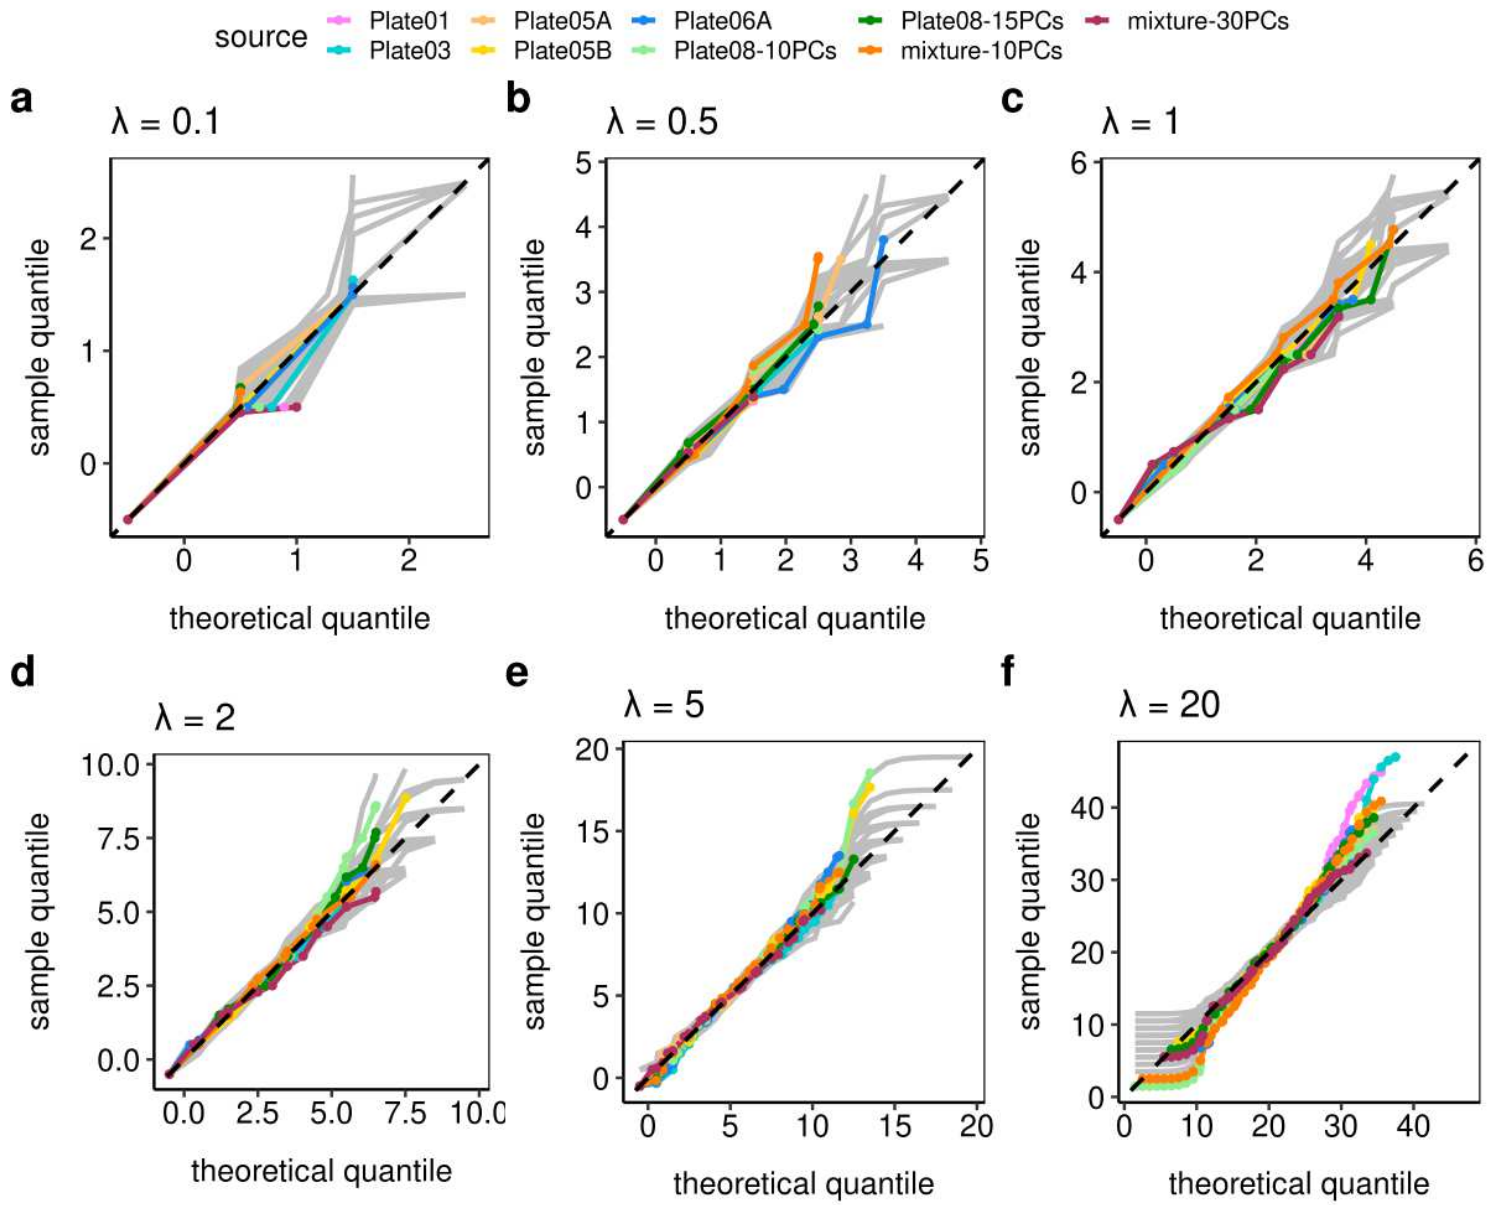 source
Plate01 Plate05A Plate06A Plate08-15PCs mixture-30PCs
Plate03 Plate05B Plate08-10PCs mixture-10PCs
a b c
λ = 0.1 λ = 0.5 λ = 1
sample quantile
2
1
0
0 1 2
theoretical quantile
sample quantile
5
4
3
2
1
0
0 1 2 3 4 5
theoretical quantile
sample quantile
6
4
2
0
0 2 4 6
theoretical quantile
d e f
λ = 2 λ = 5 λ = 20
sample quantile
10.0
7.5
5.0
2.5
0.0
0.0 2.5 5.0 7.5 10.0
theoretical quantile
sample quantile
20
15
10
5
0
0 5 10 15 20
theoretical quantile
sample quantile
40
30
20
10
0
0 10 20 30 40
theoretical quantile